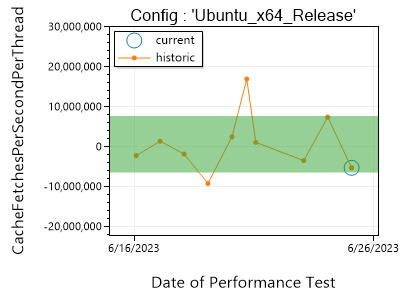 Config : 'Ubuntu_x64_Release'
CacheFetchesPerSecondPerThread
30,000,000
20,000,000
10,000,000
0
-10,000,000
-20,000,000
current
historic
6/16/2023
6/26/2023
Date of Performance Test